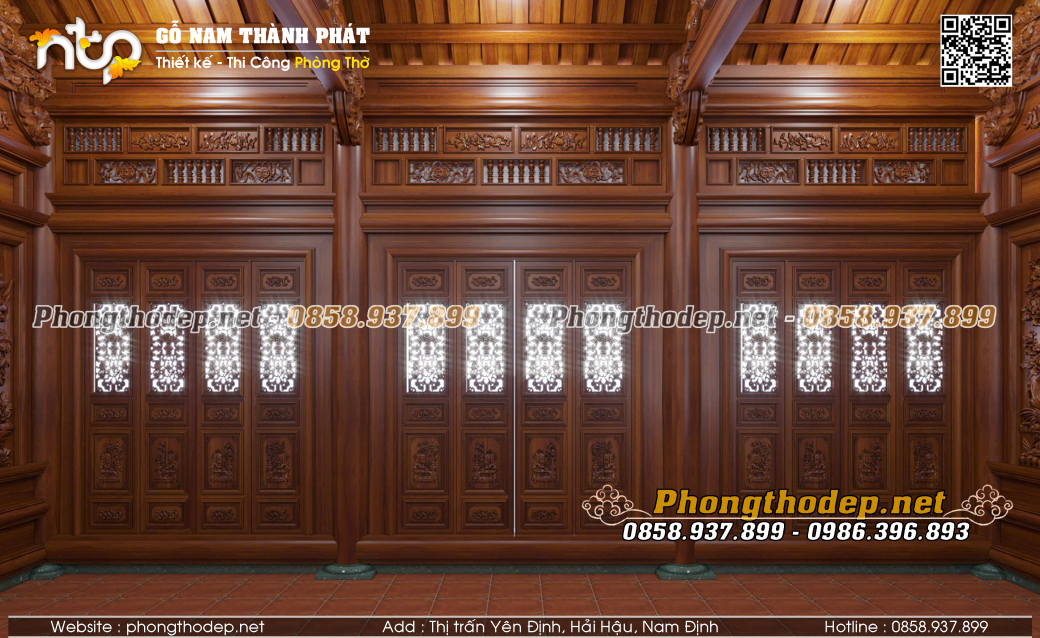 ntp
GỖ NAM THÀNH PHÁT
Thiết kế - Thi Công Phòng Thờ
Phongthodep.net - 0858.937.899
Phongthodep.net - 0858.937.899
Phongthodep.net
0858.937.899 - 0986.396.893
Website : phongthodep.net
Add : Thị trấn Yên Định, Hải Hậu, Nam Định
Hotline : 0858.937.899